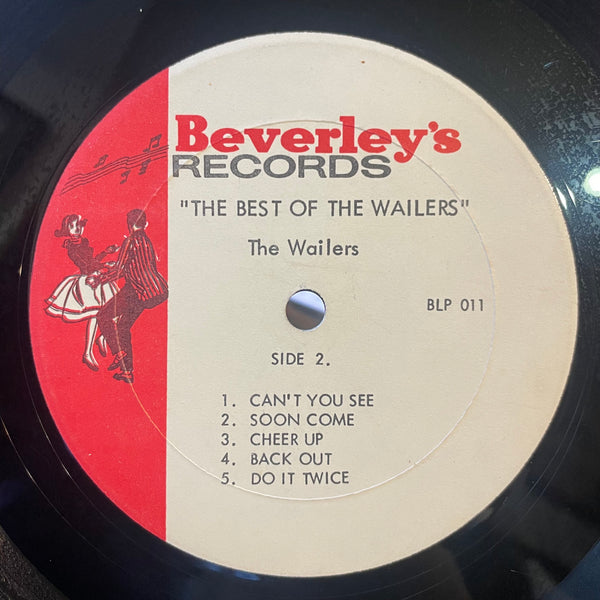 Beverley's
RECORDS
"THE BEST OF THE WAILERS"
The Wailers
BLP 011
SIDE 2.
1. CAN'T YOU SEE
2. SOON COME
3. CHEER UP
4. BACK OUT
5. DO IT TWICE